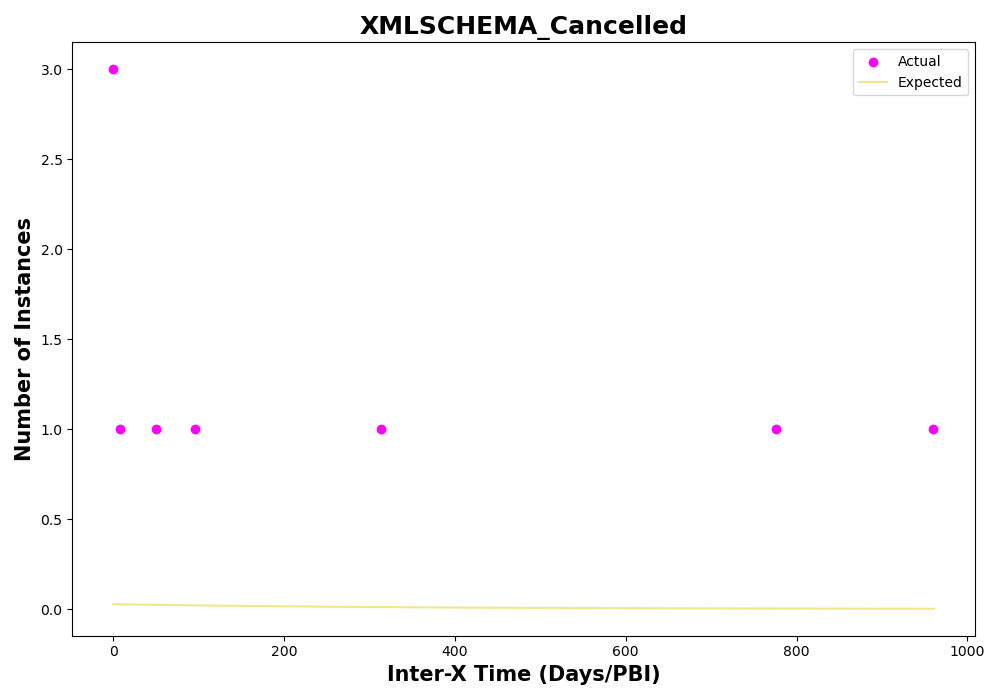 XMLSCHEMA_Cancelled
Actual
Expected
Number of Instances
3.0
2.5
2.0
1.5
1.0
0.5
0.0
0 200 400 600 800 1000
Inter-X Time (Days/PBI)